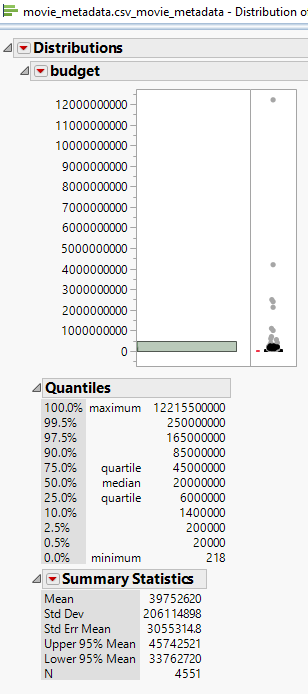 movie_metadata.csv_movie_metadata - Distribution of
Distributions
budget
12000000000
11000000000
10000000000
9000000000
8000000000
7000000000
6000000000
5000000000
4000000000
3000000000
2000000000
1000000000
0
Quantiles
100.0% maximum 12215500000
99.5% 250000000
97.5% 165000000
90.0% 85000000
75.0% quartile 45000000
50.0% median 20000000
25.0% quartile 6000000
10.0% 1400000
2.5% 200000
0.5% 20000
0.0% minimum 218
Summary Statistics
Mean 39752620
Std Dev 206114898
Std Err Mean 3055314.8
Upper 95% Mean 45742521
Lower 95% Mean 33762720
N 4551